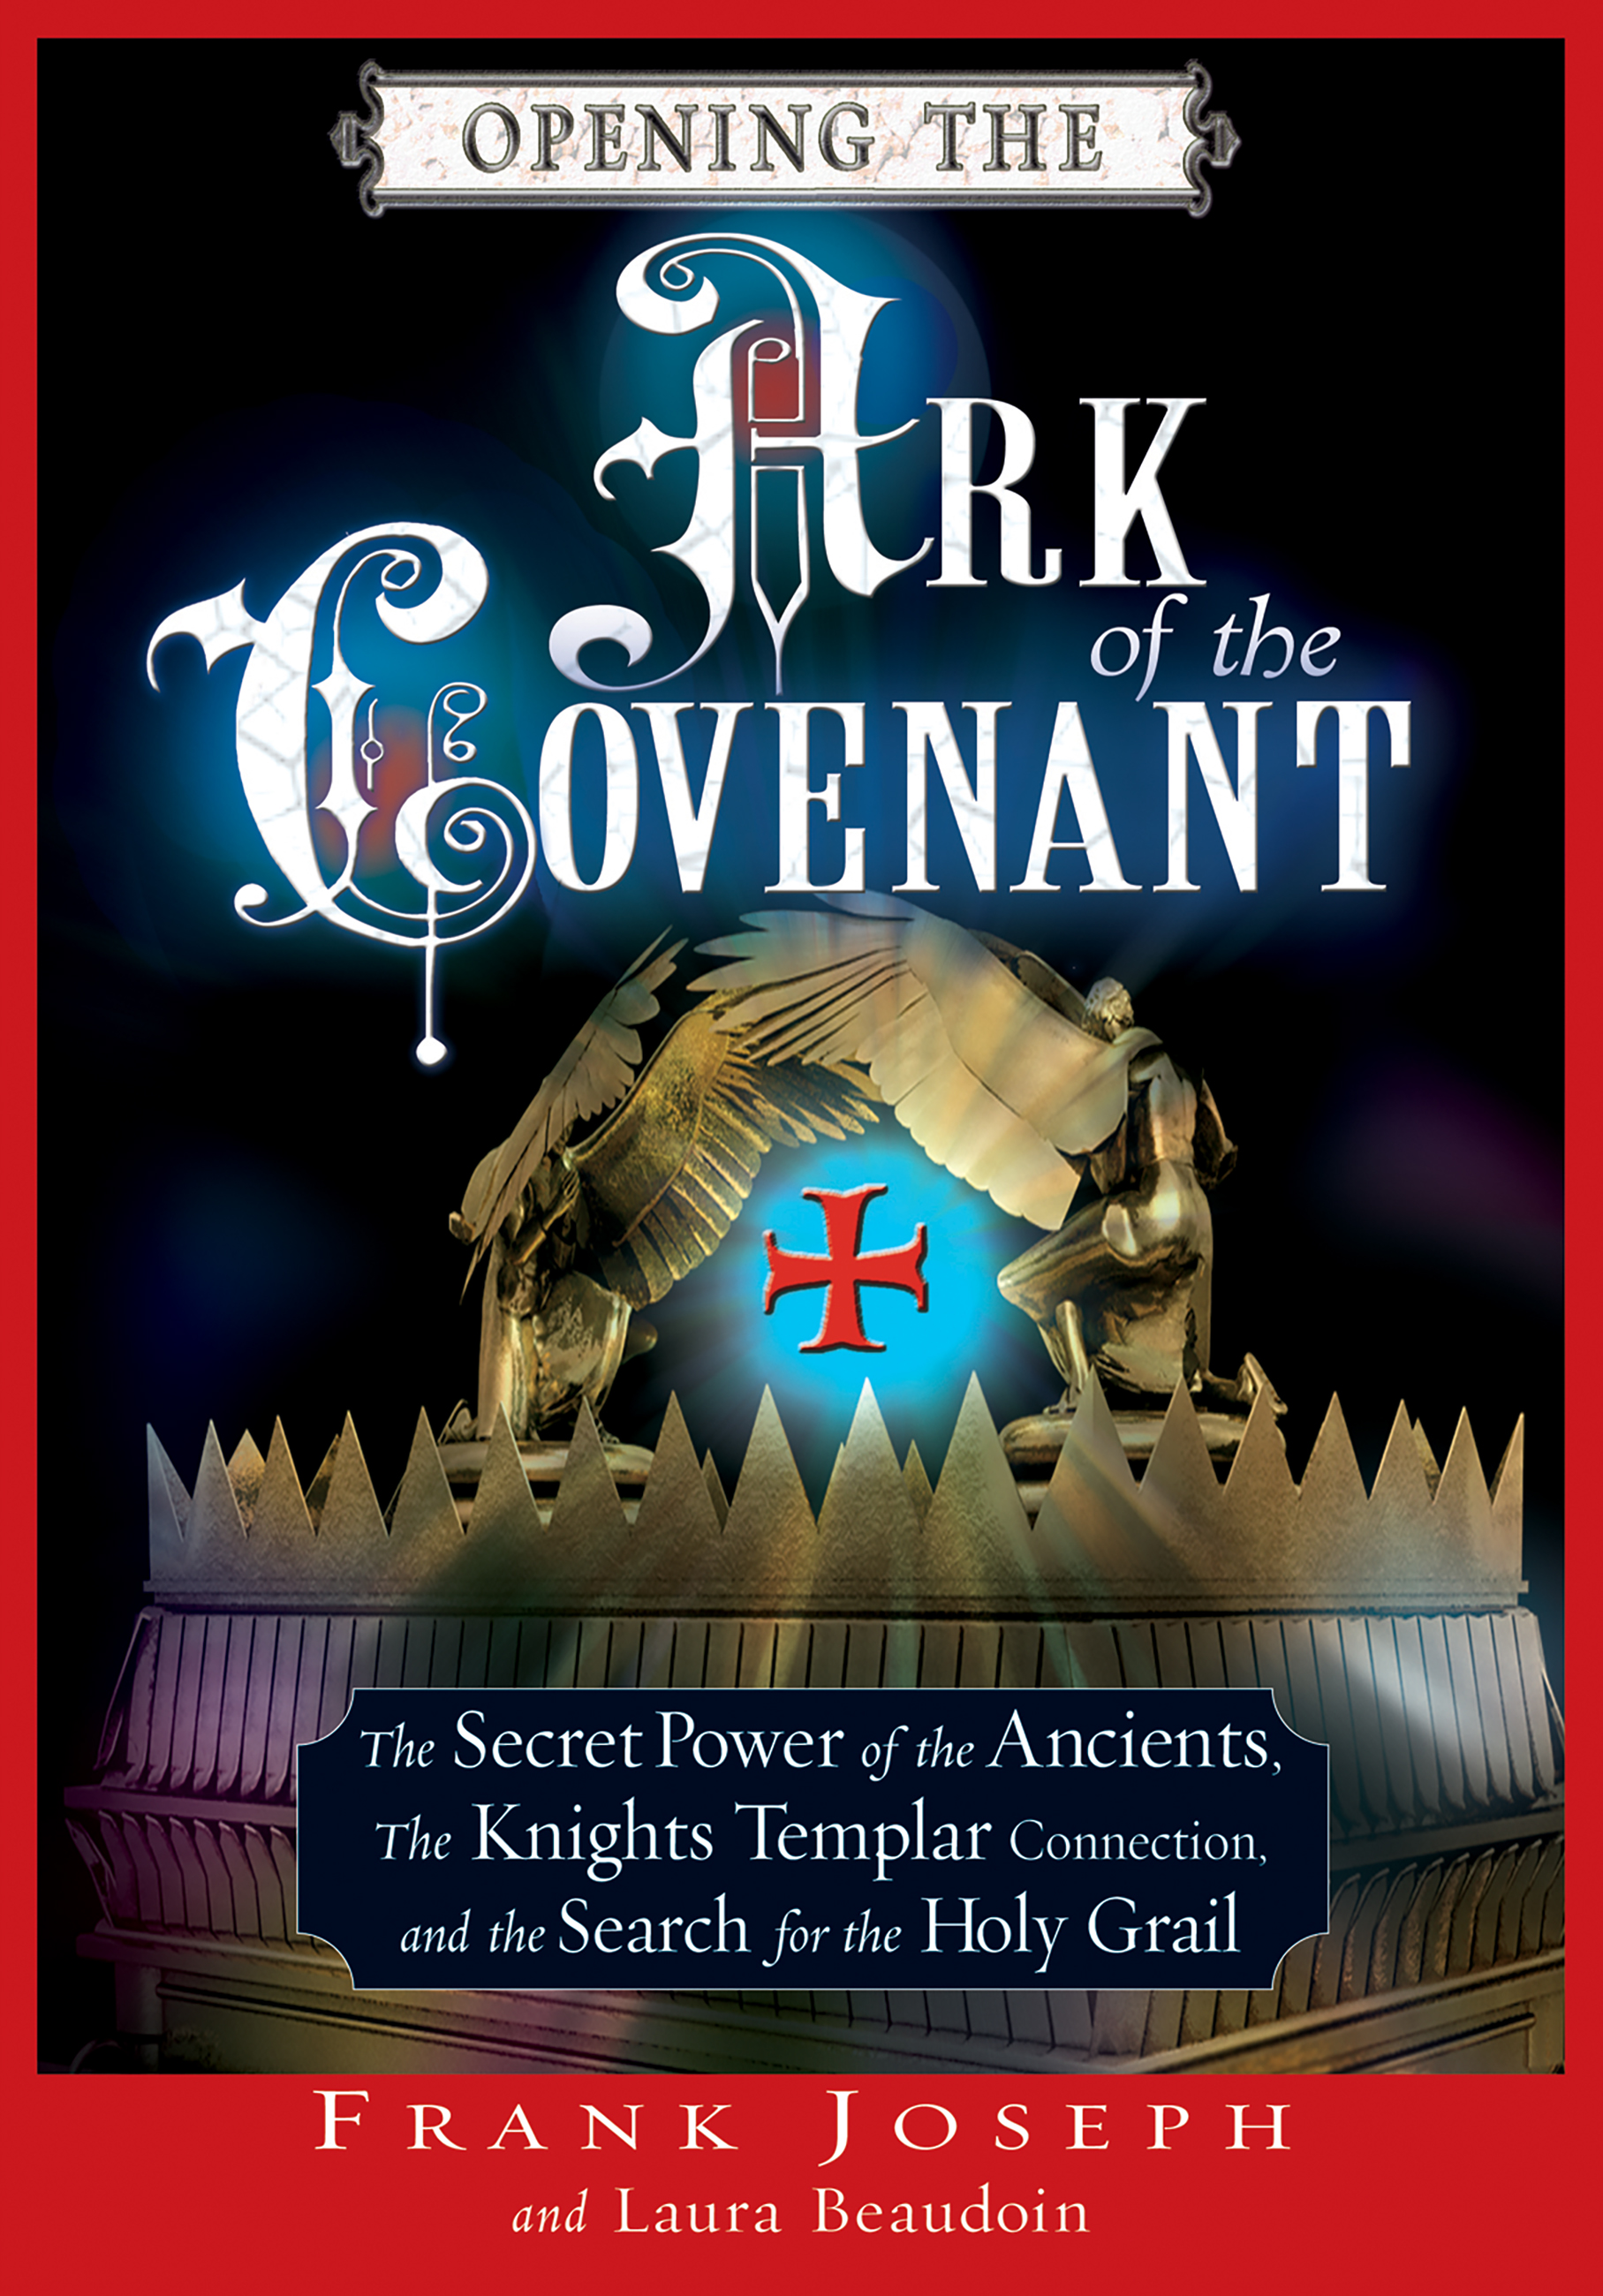 OPENING THE
ARK
of the
COVENANT
The Secret Power of the Ancients,
The Knights Templar Connection,
and the Search for the Holy Grail
FRANK JOSEPH
and Laura Beaudoin